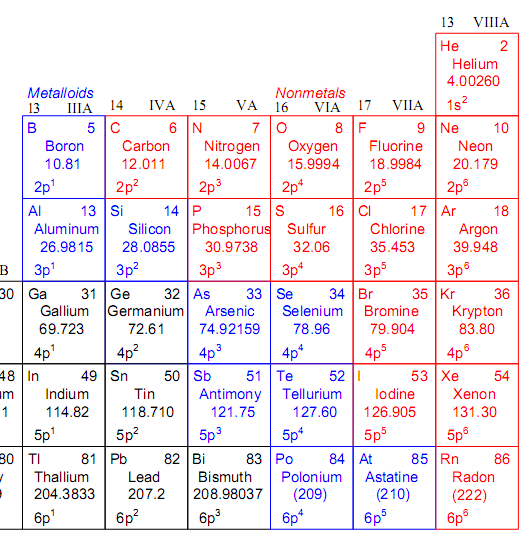 13 VIIIA
He 2
Helium
4.00260
1s2
Metalloids Nonmetals
13 IIIA 14 IVA 15 VA 16 VIA 17 VIIA
B 5 C 6 N 7 O 8 F 9 Ne 10
Boron Carbon Nitrogen Oxygen Fluorine Neon
10.81 12.011 14.0067 15.9994 18.9984 20.179
2p1 2p2 2p3 2p4 2p5 2p6
Al 13 Si 14 P 15 S 16 Cl 17 Ar 18
Aluminum Silicon Phosphorus Sulfur Chlorine Argon
26.9815 28.0855 30.9738 32.06 35.453 39.948
B 3p1 3p2 3p3 3p4 3p5 3p6
30 Ga 31 Ge 32 As 33 Se 34 Br 35 Kr 36
Gallium Germanium Arsenic Selenium Bromine Krypton
69.723 72.61 74.92159 78.96 79.904 83.80
4p1 4p2 4p3 4p4 4p5 4p6
48 In 49 Sn 50 Sb 51 Te 52 I 53 Xe 54
um Indium Tin Antimony Tellurium Iodine Xenon
1 114.82 118.710 121.75 127.60 126.905 131.30
5p1 5p2 5p3 5p4 5p5 5p6
80 Tl 81 Pb 82 Bi 83 Po 84 At 85 Rn 86
y Thallium Lead Bismuth Polonium Astatine Radon
9 204.3833 207.2 208.98037 (209) (210) (222)
6p1 6p2 6p3 6p4 6p5 6p6